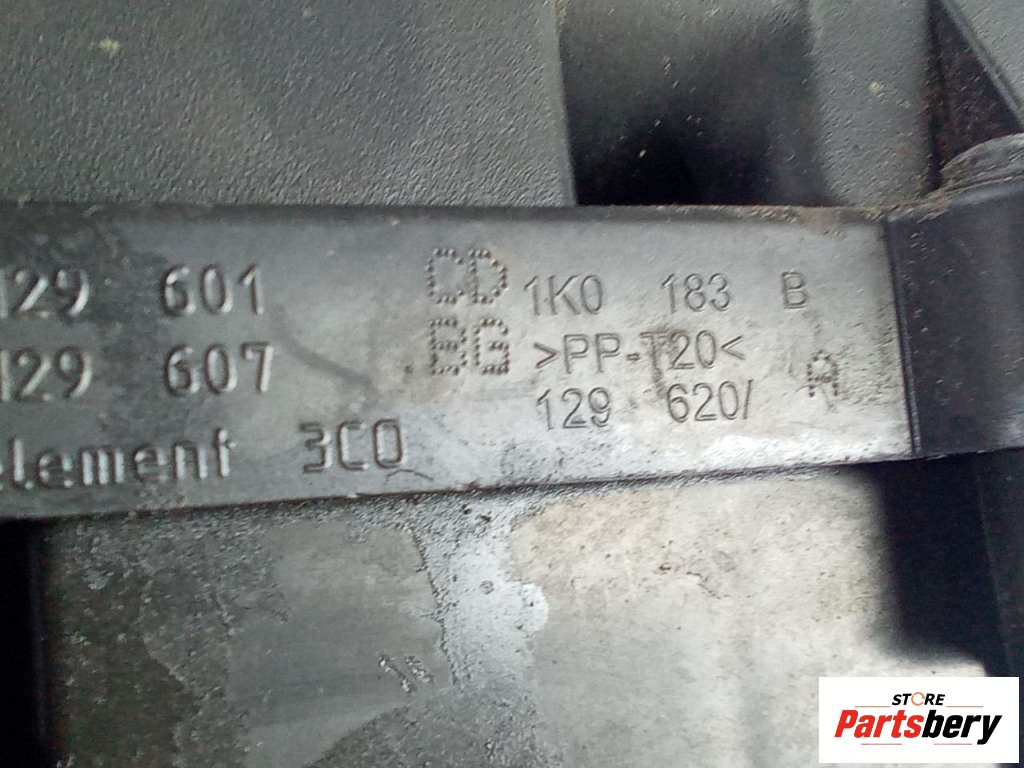 129 601
129 607
element 3C0
CD
BG
1K0 183 B
>PP-T20<
129 620/
A
STORE
Partsbery